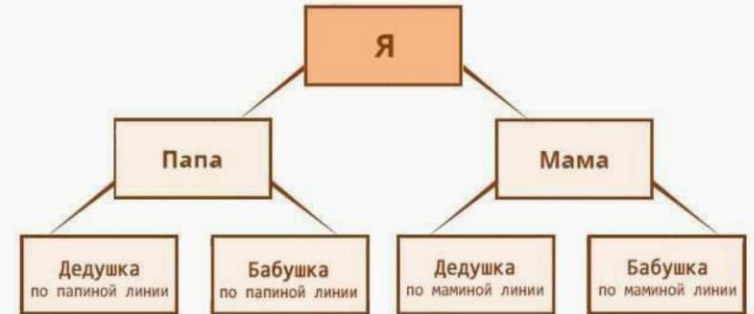 Я
Папа
Мама
Дедушка
по папиной линии
Бабушка
по папиной линии
Дедушка
по маминой линии
Бабушка
по маминой линии